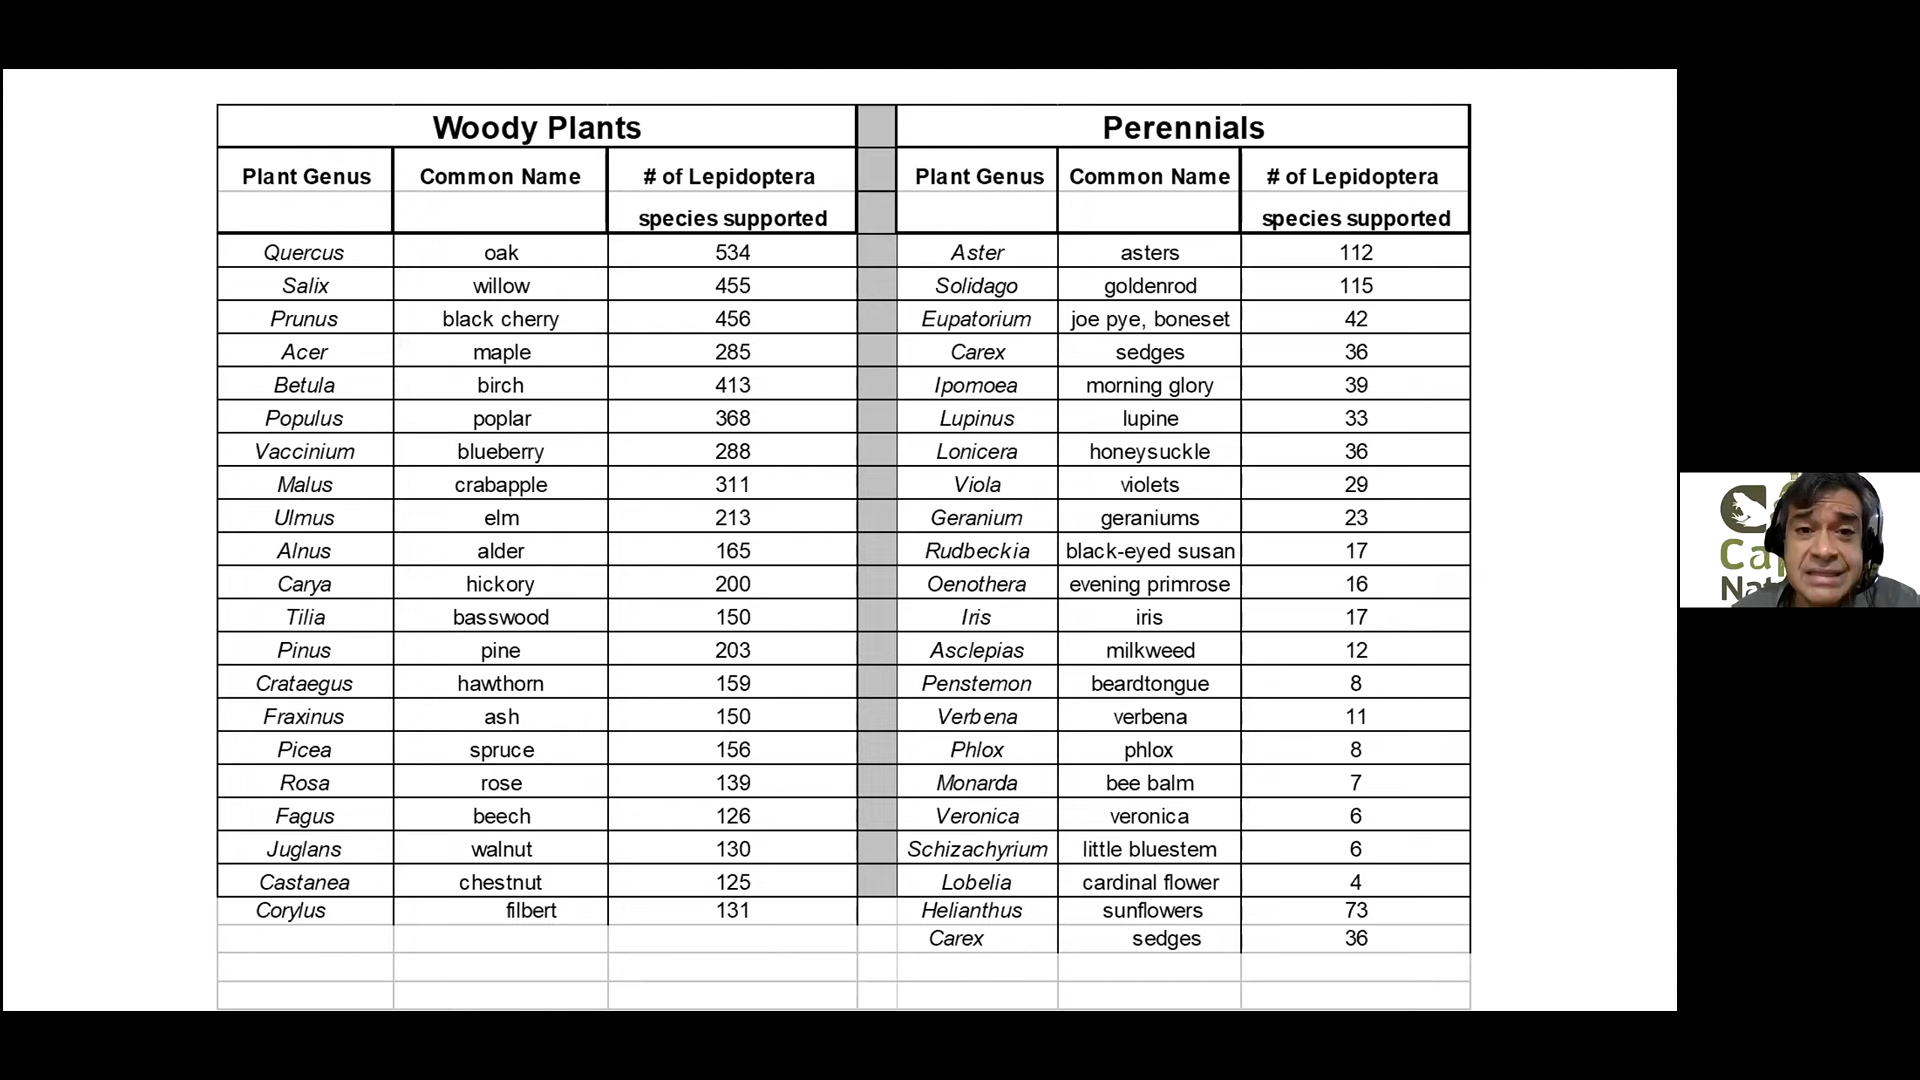 Woody Plants Perennials
Plant Genus Common Name # of Lepidoptera Plant Genus Common Name # of Lepidoptera
species supported species supported
Quercus oak 534 Aster asters 112
Salix willow 455 Solidago goldenrod 115
Prunus black cherry 456 Eupatorium joe pye, boneset 42
Acer maple 285 Carex sedges 36
Betula birch 413 Ipomoea morning glory 39
Populus poplar 368 Lupinus lupine 33
Vaccinium blueberry 288 Lonicera honeysuckle 36
Malus crabapple 311 Viola violets 29
Ulmus elm 213 Geranium geraniums 23
Alnus alder 165 Rudbeckia black-eyed susan 17
Carya hickory 200 Oenothera evening primrose 16
Tilia basswood 150 Iris iris 17
Pinus pine 203 Asclepias milkweed 12
Crataegus hawthorn 159 Penstemon beardtongue 8
Fraxinus ash 150 Verbena verbena 11
Picea spruce 156 Phlox phlox 8
Rosa rose 139 Monarda bee balm 7
Fagus beech 126 Veronica veronica 6
Juglans walnut 130 Schizachyrium little bluestem 6
Castanea chestnut 125 Lobelia cardinal flower 4
Corylus filbert 131 Helianthus sunflowers 73
Carex sedges 36